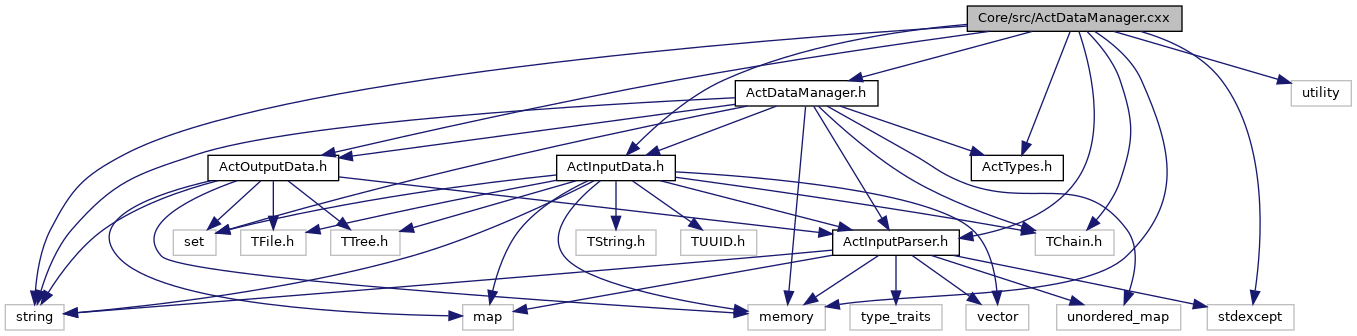 Core/src/ActDataManager.cxx
ActDataManager.h
utility
ActOutputData.h
ActInputData.h
ActTypes.h
set
TFile.h
TTree.h
TString.h
TUUID.h
ActInputParser.h
TChain.h
string
map
memory
type_traits
vector
unordered_map
stdexcept